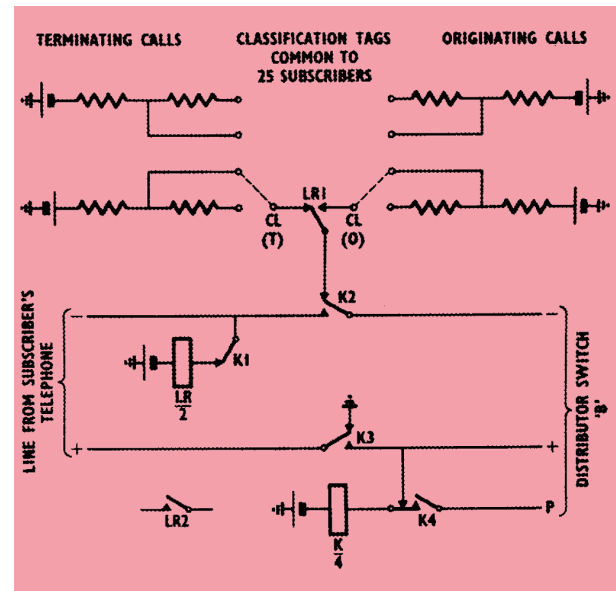 TERMINATING CALLS
CLASSIFICATION TAGS
COMMON TO
25 SUBSCRIBERS
ORIGINATING CALLS
LR1
CL
(T)
CL
(O)
K2
LINE FROM SUBSCRIBER'S
TELEPHONE
−
−
K1
LR
2
K3
+
+
DISTRIBUTOR SWITCH
'B'
LR2
K
4
K4
P